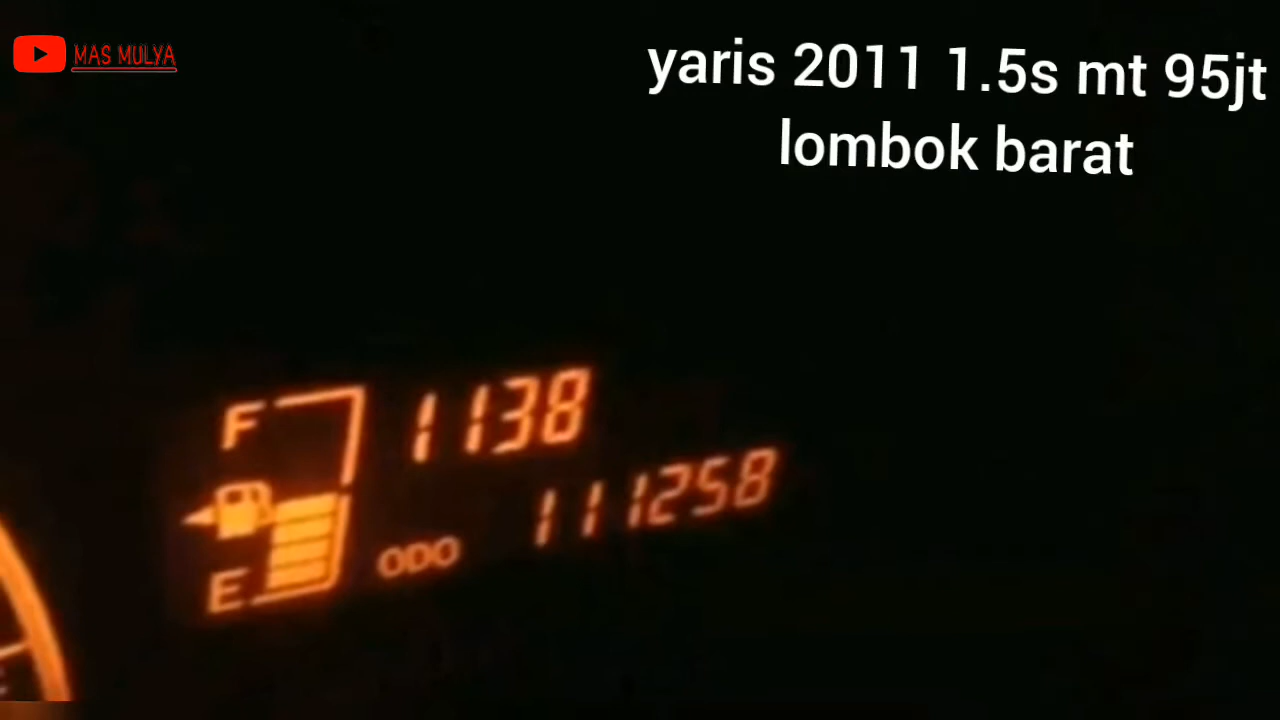 MAS MULYA
yaris 2011 1.5s mt 95jt
lombok barat
F
1138
111258
ODO
E